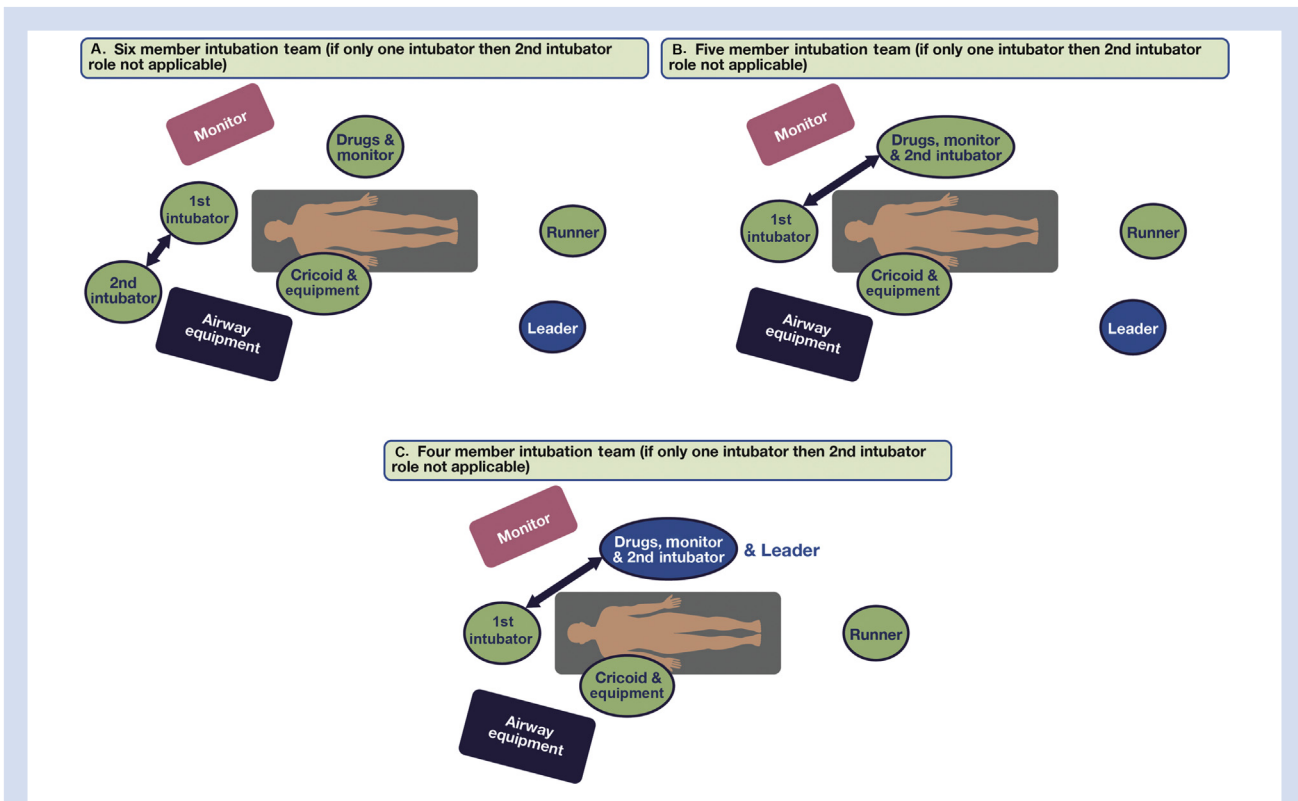 A. Six member intubation team (if only one intubator then 2nd intubator
role not applicable)
Monitor
Drugs &
monitor
1st
intubator
2nd
intubator
Cricoid &
equipment
Airway
equipment
Runner
Leader
B. Five member intubation team (if only one intubator then 2nd intubator
role not applicable)
Monitor
Drugs, monitor
& 2nd intubator
1st
intubator
Cricoid &
equipment
Airway
equipment
Runner
Leader
C. Four member intubation team (if only one intubator then 2nd intubator
role not applicable)
Monitor
Drugs, monitor
& 2nd intubator
& Leader
1st
intubator
Cricoid &
equipment
Airway
equipment
Runner